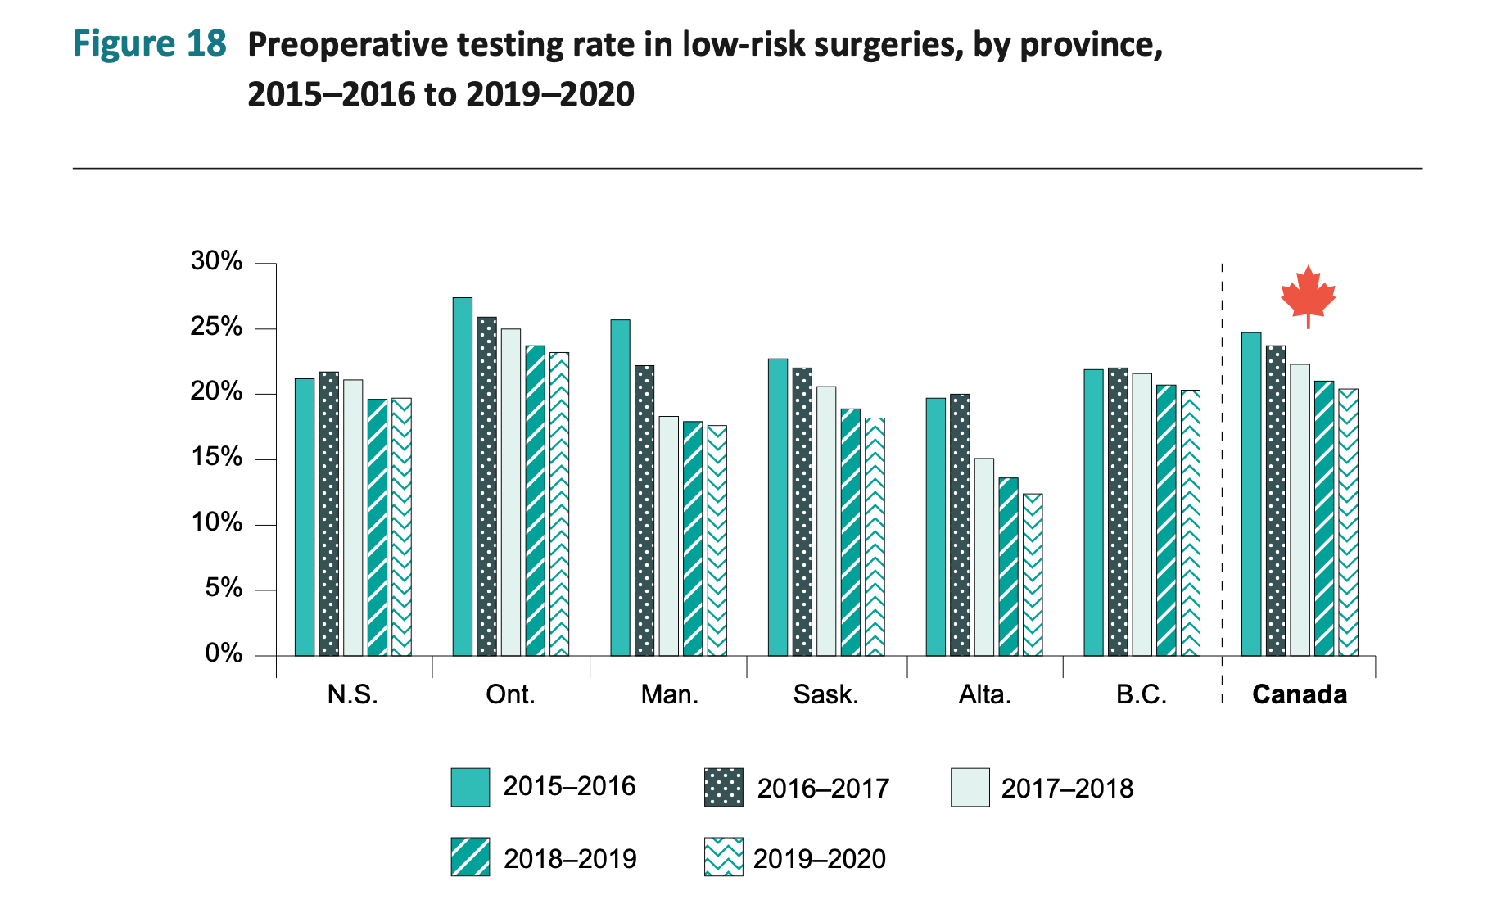 Figure 18 Preoperative testing rate in low-risk surgeries, by province,
2015–2016 to 2019–2020
30%
25%
20%
15%
10%
5%
0%
N.S. Ont. Man. Sask. Alta. B.C. Canada
2015–2016 2016–2017 2017–2018
2018–2019 2019–2020